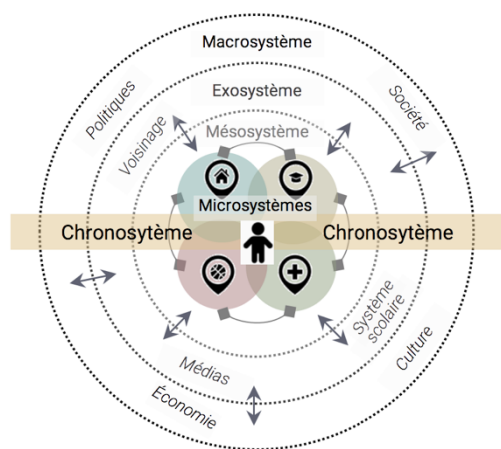 Macrosystème
Politiques
Société
Exosystème
Voisinage
Mésosystème
Microsystèmes
Chronosytème
Chronosytème
Système
scolaire
Médias
Culture
Économie